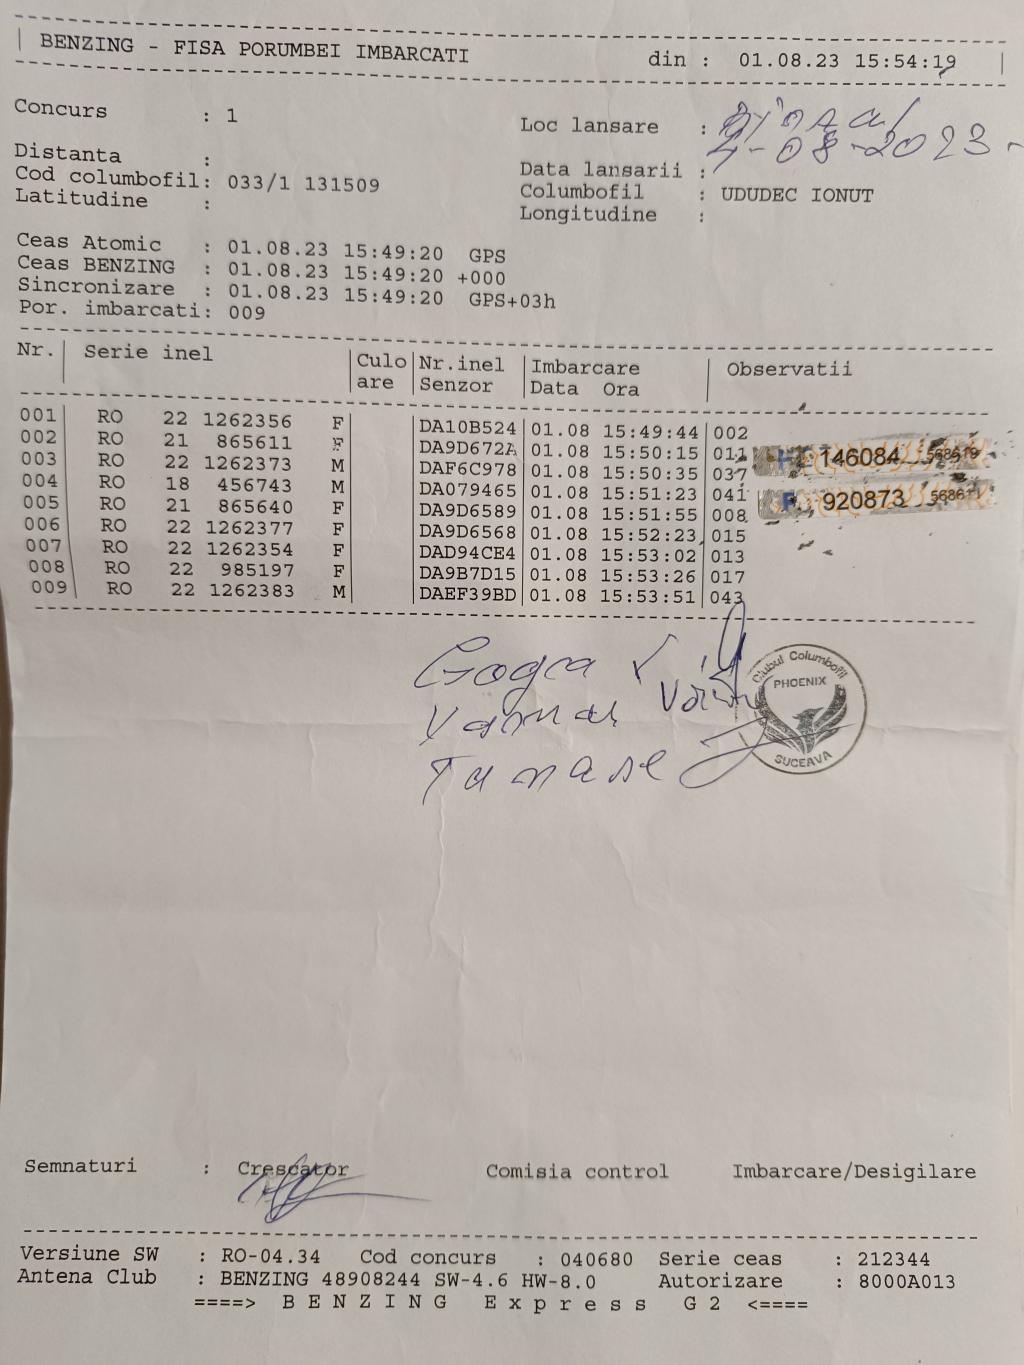 BENZING - FISA PORUMBEI IMBARCATI din : 01.08.23 15:54:19
Concurs : 1
Loc lansare :
Distanta :
Data lansarii : 4-08-2023
Cod columbofil: 033/1 131509
Columbofil : UDUDEC IONUT
Latitudine :
Longitudine :
Ceas Atomic : 01.08.23 15:49:20 GPS
Ceas BENZING : 01.08.23 15:49:20 +000
Sincronizare : 01.08.23 15:49:20 GPS+03h
Por. imbarcati: 009
Nr. Serie inel Culo Nr.inel Imbarcare Observatii
are Senzor Data Ora
001 RO 22 1262356 F DA10B524 01.08 15:49:44 002
002 RO 21 865611 F DA9D672A 01.08 15:50:15 011 146084 568619
003 RO 22 1262373 M DAF6C978 01.08 15:50:35 037
004 RO 18 456743 M DA079465 01.08 15:51:23 041 F 920873
005 RO 21 865640 F DA9D6589 01.08 15:51:55 008
006 RO 22 1262377 F DA9D6568 01.08 15:52:23 015
007 RO 22 1262354 F DAD94CE4 01.08 15:53:02 013
008 RO 22 985197 F DA9B7D15 01.08 15:53:26 017
009 RO 22 1262383 M DAEF39BD 01.08 15:53:51 043
Gogea
Tanase
Clubul Columbofil
PHOENIX
SUCEAVA
Semnaturi : Crescator Comisia control Imbarcare/Desigilare
Versiune SW : RO-04.34 Cod concurs : 040680 Serie ceas : 212344
Antena Club : BENZING 48908244 SW-4.6 HW-8.0 Autorizare : 8000A013
====> B E N Z I N G E x p r e s s G 2 <====